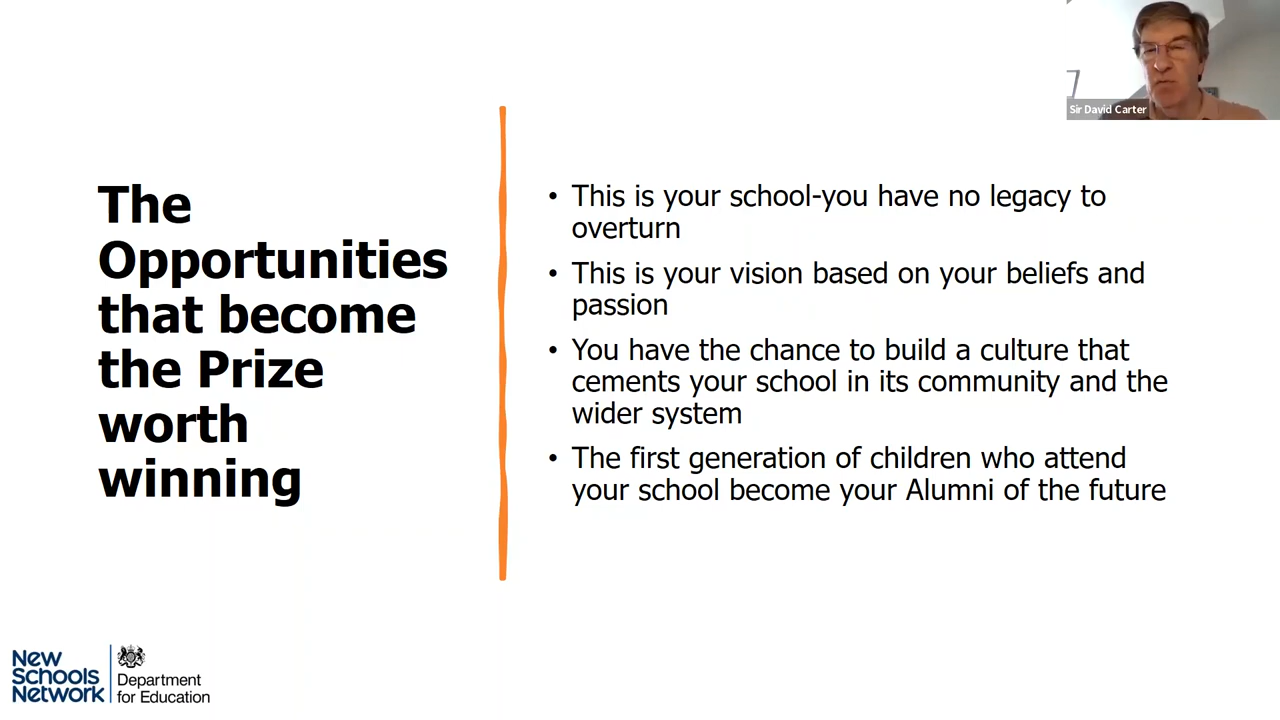 Sir David Carter
The
Opportunities
that become
the Prize
worth
winning
• This is your school-you have no legacy to
overturn
• This is your vision based on your beliefs and
passion
• You have the chance to build a culture that
cements your school in its community and the
wider system
• The first generation of children who attend
your school become your Alumni of the future
New
Schools
Network
Department
for Education